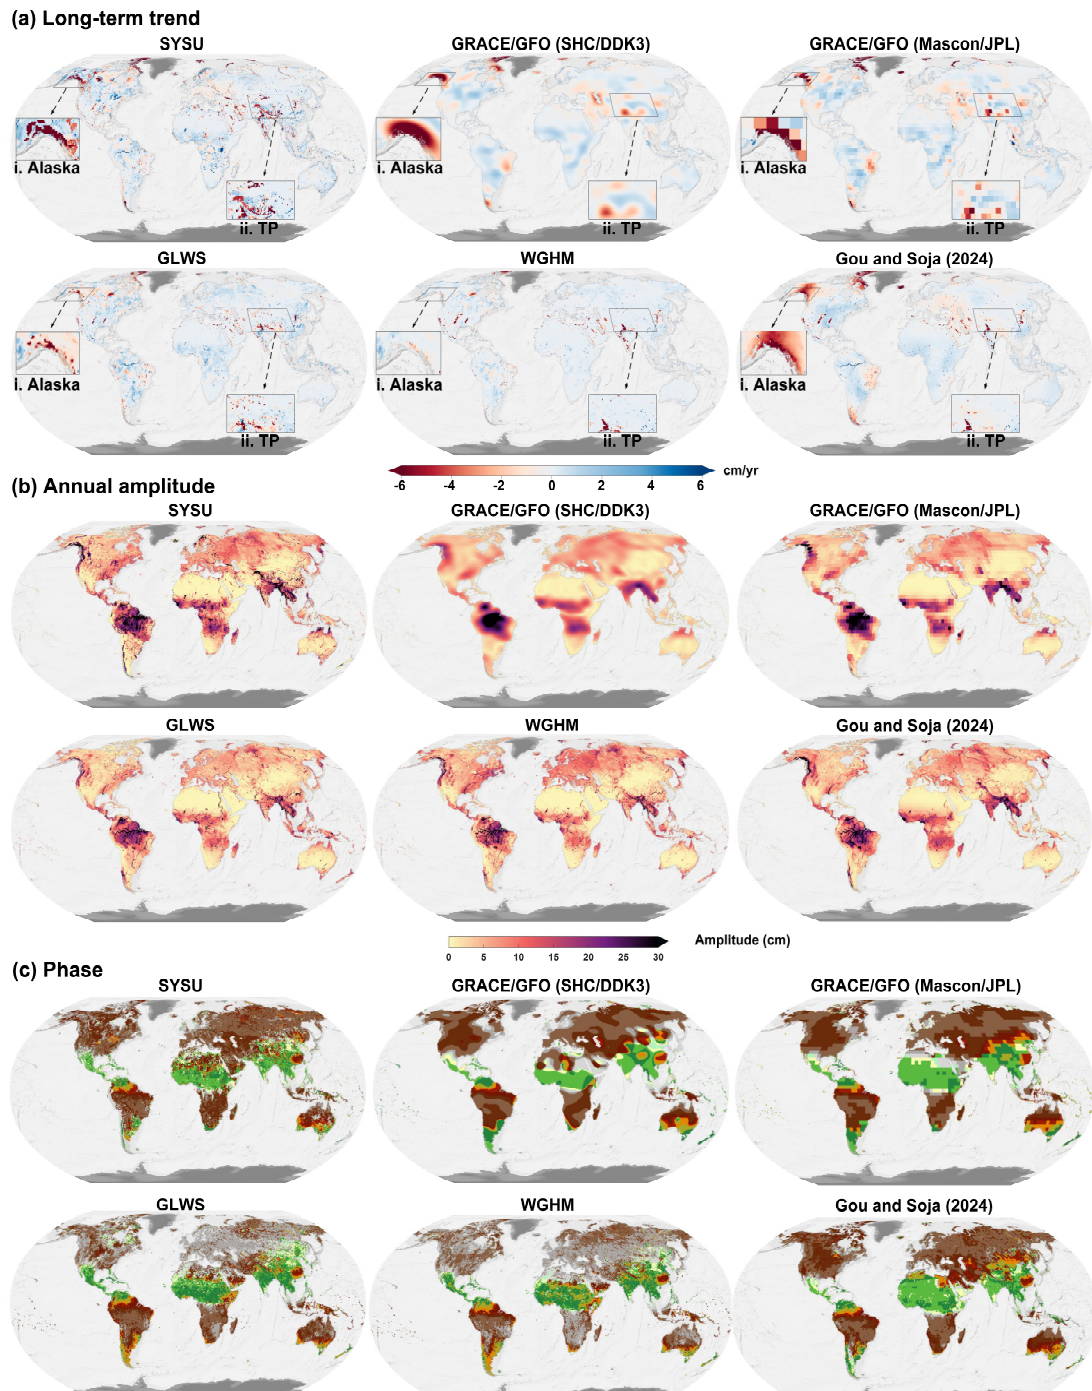 (a) Long-term trend
SYSU
GRACE/GFO (SHC/DDK3)
GRACE/GFO (Mascon/JPL)
i. Alaska
ii. TP
i. Alaska
ii. TP
i. Alaska
ii. TP
GLWS
WGHM
Gou and Soja (2024)
i. Alaska
ii. TP
i. Alaska
ii. TP
i. Alaska
ii. TP
-6 -4 -2 0 2 4 6 cm/yr
(b) Annual amplitude
SYSU
GRACE/GFO (SHC/DDK3)
GRACE/GFO (Mascon/JPL)
GLWS
WGHM
Gou and Soja (2024)
0 5 10 15 20 25 30 Amplitude (cm)
(c) Phase
SYSU
GRACE/GFO (SHC/DDK3)
GRACE/GFO (Mascon/JPL)
GLWS
WGHM
Gou and Soja (2024)